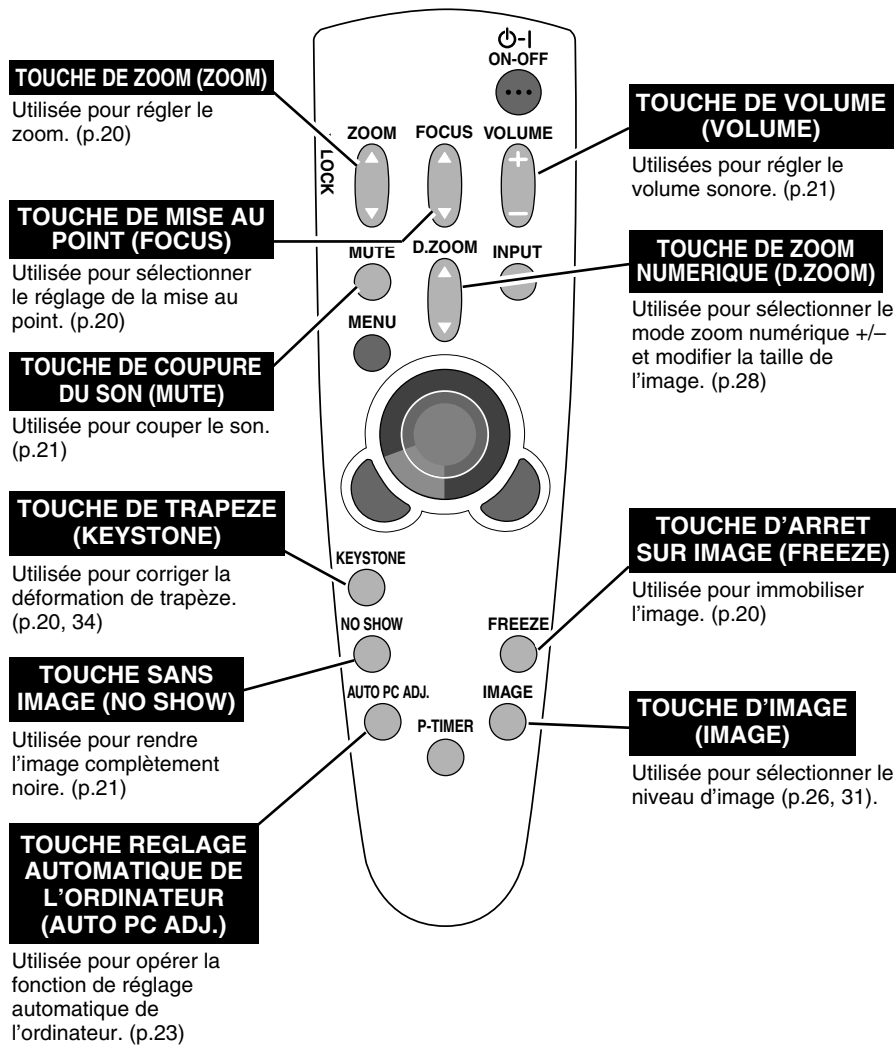 TOUCHE DE ZOOM (ZOOM)
Utilisée pour régler le
zoom. (p.20)
TOUCHE DE MISE AU
POINT (FOCUS)
Utilisée pour sélectionner
le réglage de la mise au
point. (p.20)
TOUCHE DE COUPURE
DU SON (MUTE)
Utilisée pour couper le son.
(p.21)
TOUCHE DE TRAPEZE
(KEYSTONE)
Utilisée pour corriger la
déformation de trapèze.
(p.20, 34)
TOUCHE SANS
IMAGE (NO SHOW)
Utilisée pour rendre
l'image complètement
noire. (p.21)
TOUCHE REGLAGE
AUTOMATIQUE DE
L'ORDINATEUR
(AUTO PC ADJ.)
Utilisée pour opérer la
fonction de réglage
automatique de
l'ordinateur. (p.23)
ON-OFF
ZOOM FOCUS VOLUME
LOCK
MUTE D.ZOOM INPUT
MENU
KEYSTONE
NO SHOW FREEZE
AUTO PC ADJ. IMAGE
P-TIMER
TOUCHE DE VOLUME
(VOLUME)
Utilisées pour régler le
volume sonore. (p.21)
TOUCHE DE ZOOM
NUMERIQUE (D.ZOOM)
Utilisée pour sélectionner le
mode zoom numérique +/–
et modifier la taille de
l'image. (p.28)
TOUCHE D'ARRET
SUR IMAGE (FREEZE)
Utilisée pour immobiliser
l'image. (p.20)
TOUCHE D'IMAGE
(IMAGE)
Utilisée pour sélectionner le
niveau d'image (p.26, 31).